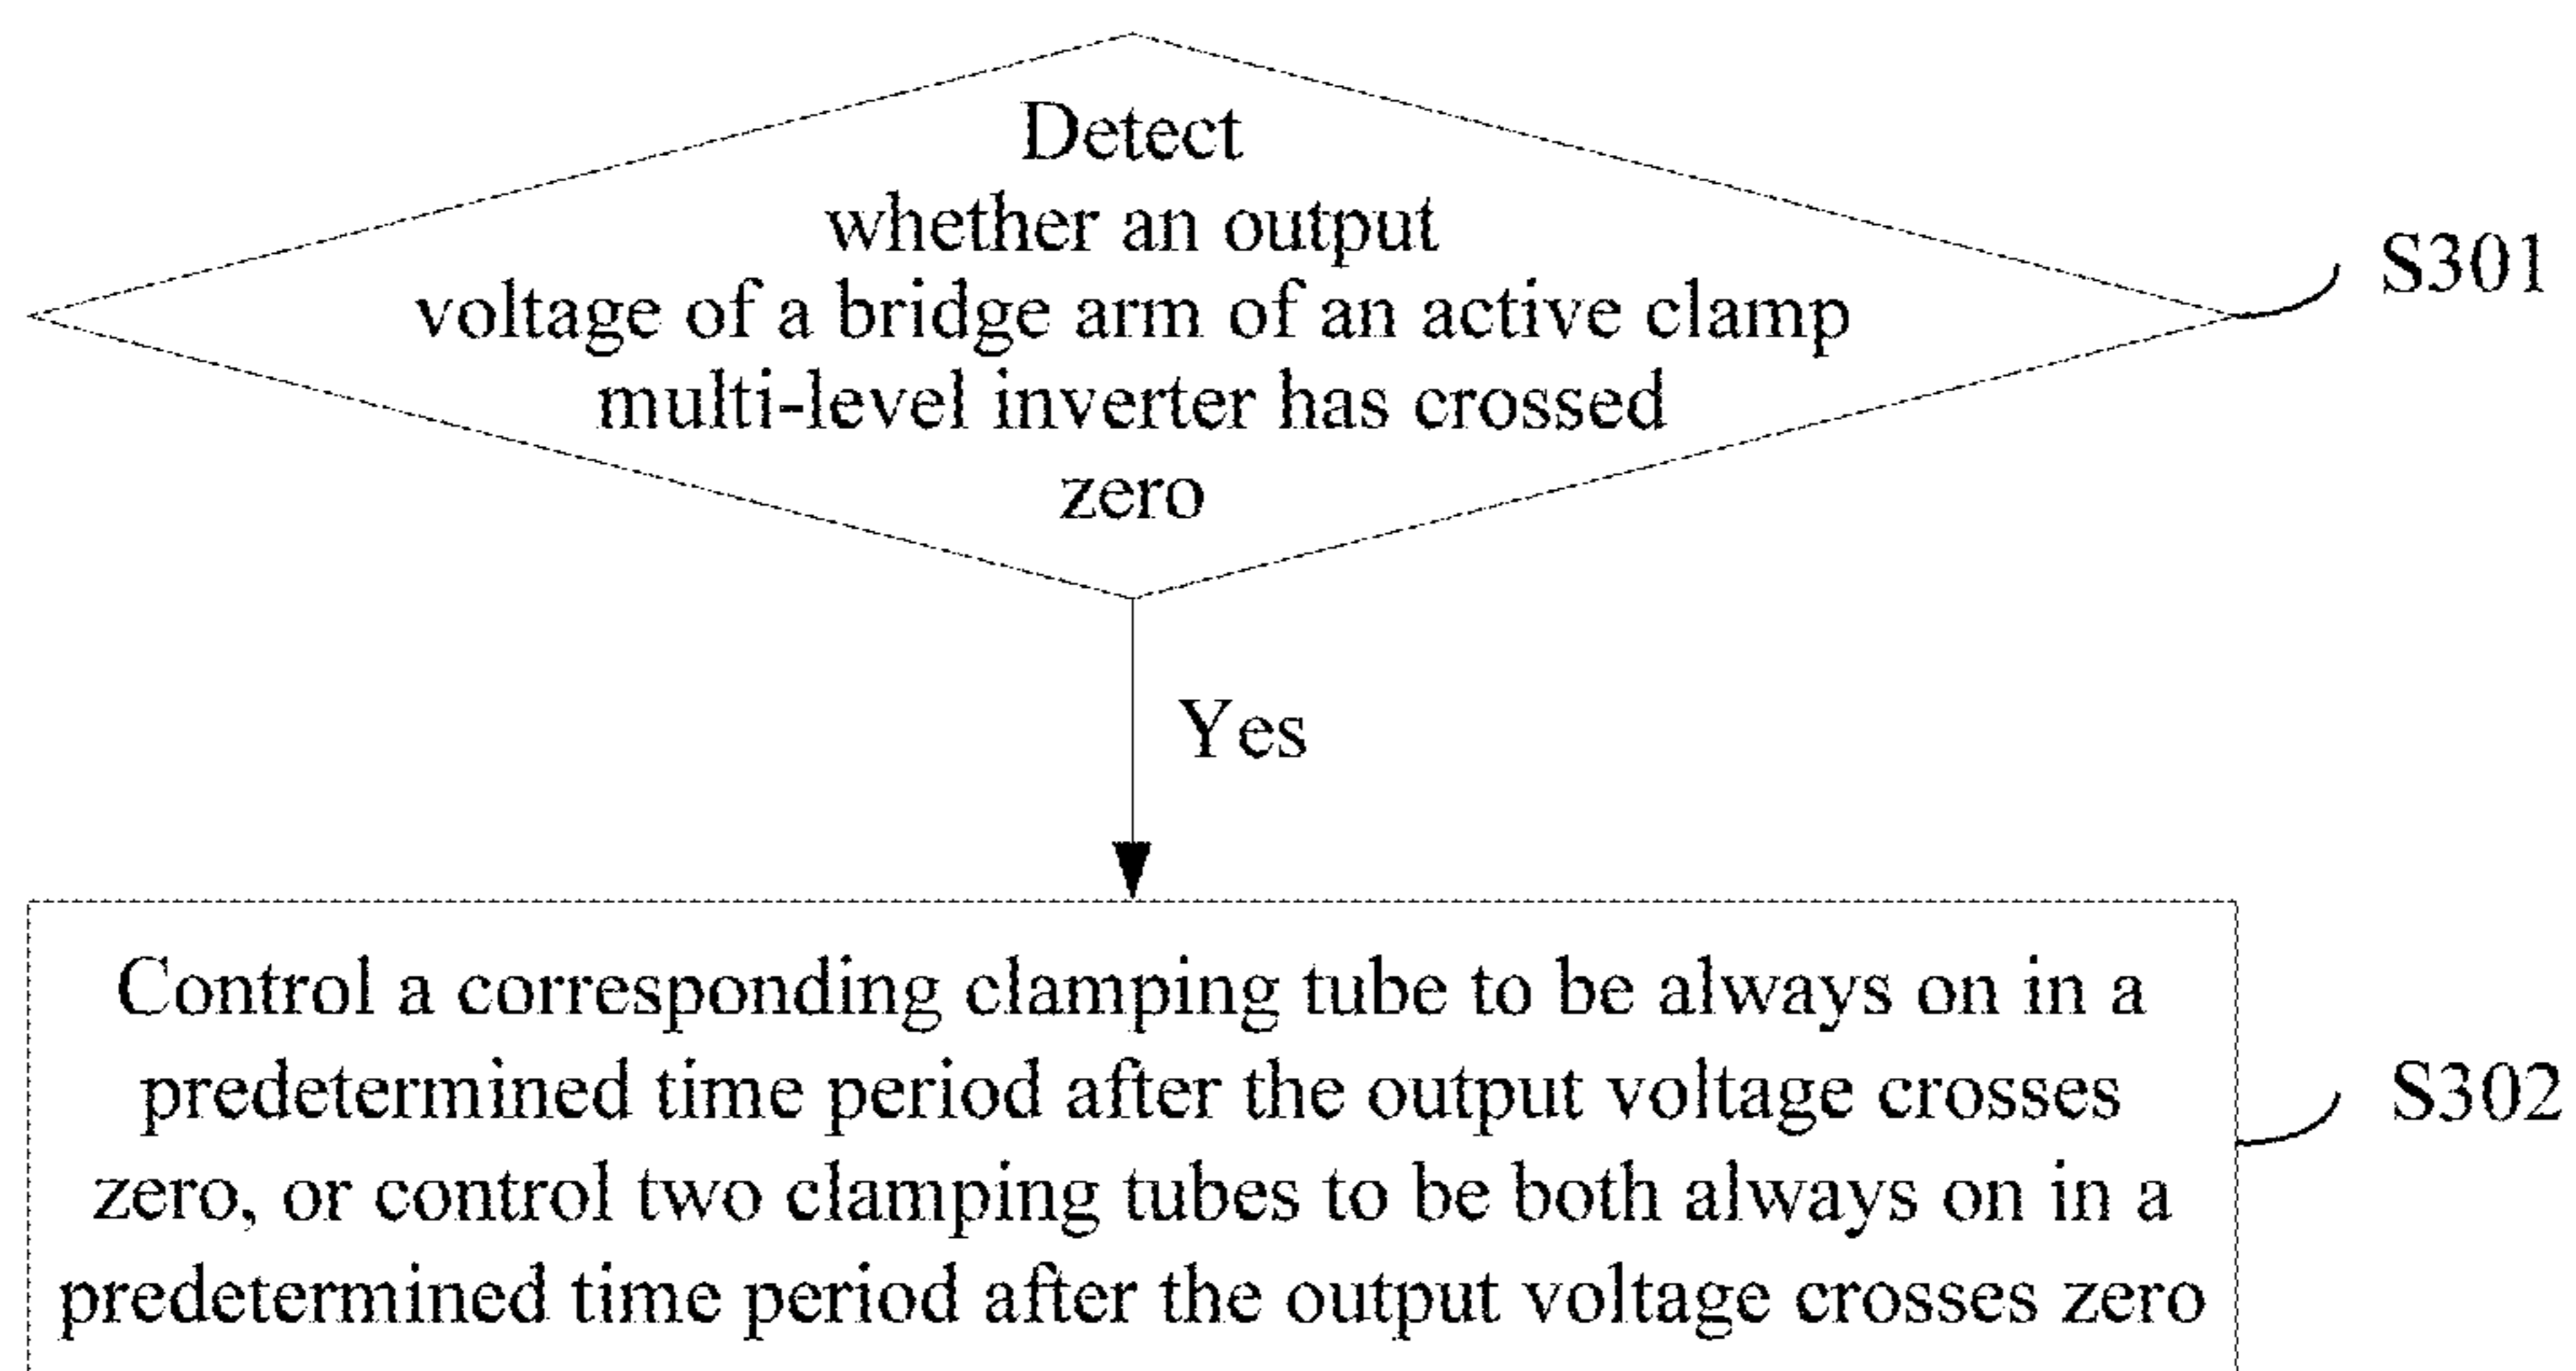 Detect
whether an output
voltage of a bridge arm of an active clamp
multi-level inverter has crossed
zero
S301
Yes
Control a corresponding clamping tube to be always on in a
predetermined time period after the output voltage crosses
zero, or control two clamping tubes to be both always on in a
predetermined time period after the output voltage crosses zero
S302